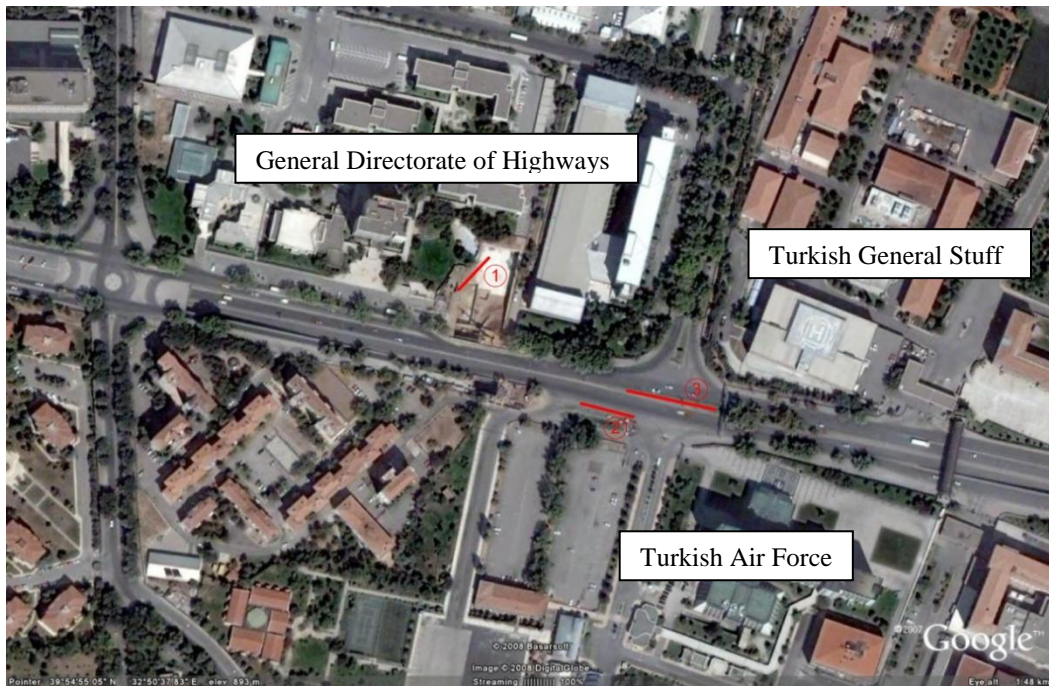 General Directorate of Highways
Turkish General Stuff
1
3
2
Turkish Air Force
H
© 2008 Basarsoft
© 2007 Google™
Image © 2008 DigitalGlobe
Pointer 39°54'55.05" N 32°50'37.83" E elev 893 m
Streaming |||||||||| 100%
Eye alt 1.48 km